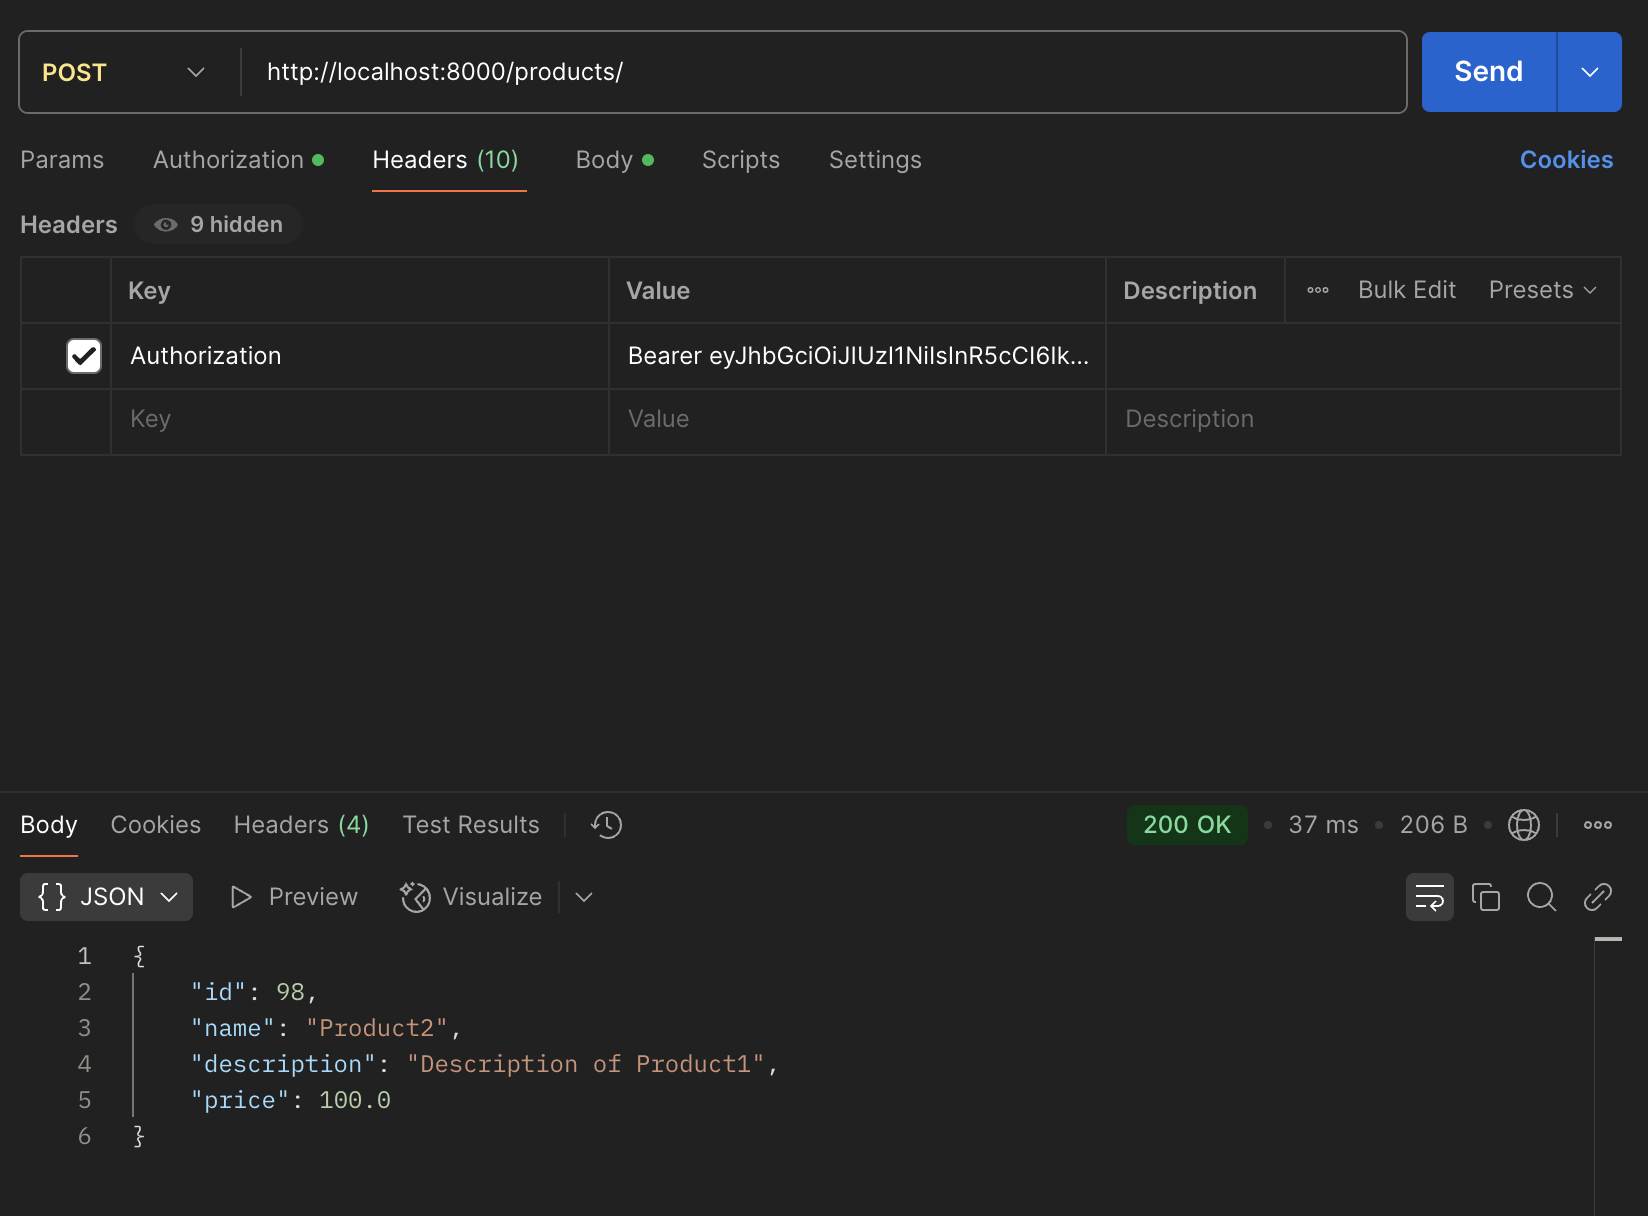 POST http://localhost:8000/products/ Send
Params Authorization Headers (10) Body Scripts Settings Cookies
Headers 9 hidden
Key Value Description Bulk Edit Presets
Authorization Bearer eyJhbGciOiJIUzI1NiIsInR5cCI6Ik...
Key Value Description
Body Cookies Headers (4) Test Results 200 OK 37 ms 206 B
{ } JSON Preview Visualize
1 {
2 "id": 98,
3 "name": "Product2",
4 "description": "Description of Product1",
5 "price": 100.0
6 }